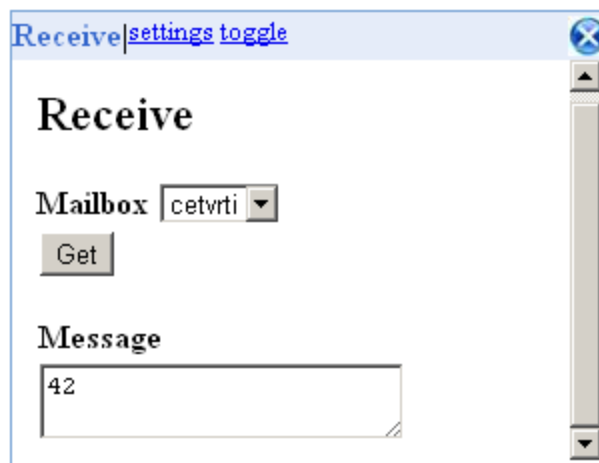 Receive|settings toggle
Receive
Mailbox cetvrti
Get
Message
42